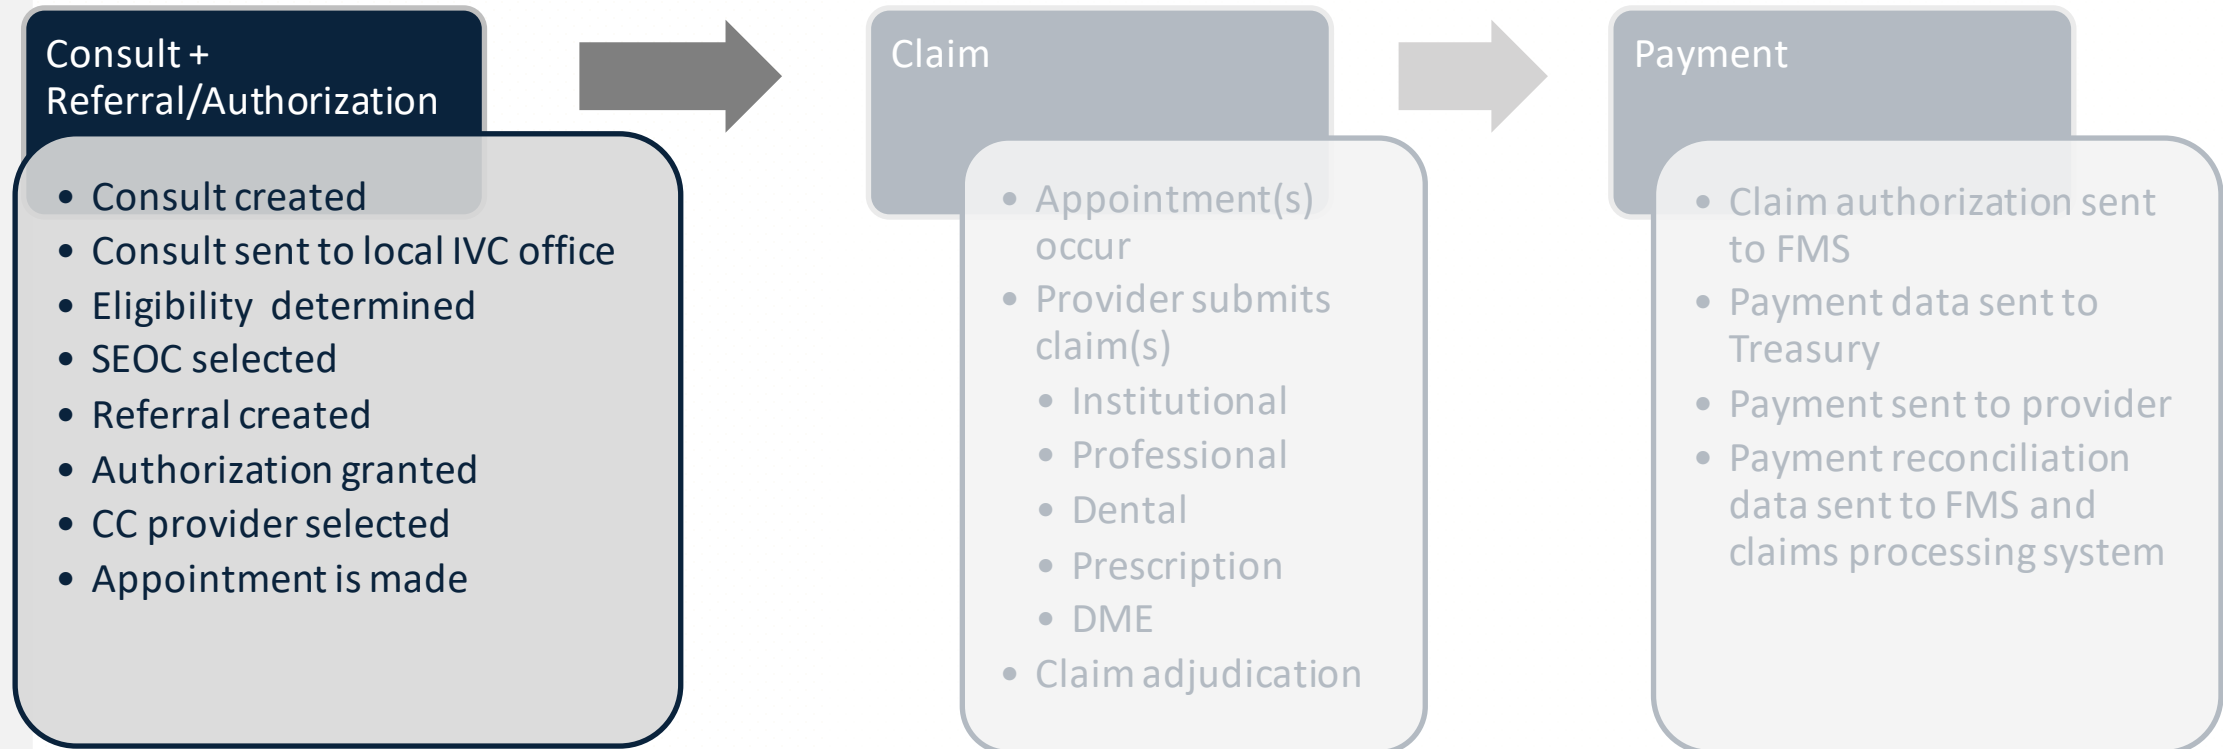 Consult +
Referral/Authorization
• Consult created
• Consult sent to local IVC office
• Eligibility determined
• SEOC selected
• Referral created
• Authorization granted
• CC provider selected
• Appointment is made
Claim
• Appointment(s)
occur
• Provider submits
claim(s)
• Institutional
• Professional
• Dental
• Prescription
• DME
• Claim adjudication
Payment
• Claim authorization sent
to FMS
• Payment data sent to
Treasury
• Payment sent to provider
• Payment reconciliation
data sent to FMS and
claims processing system